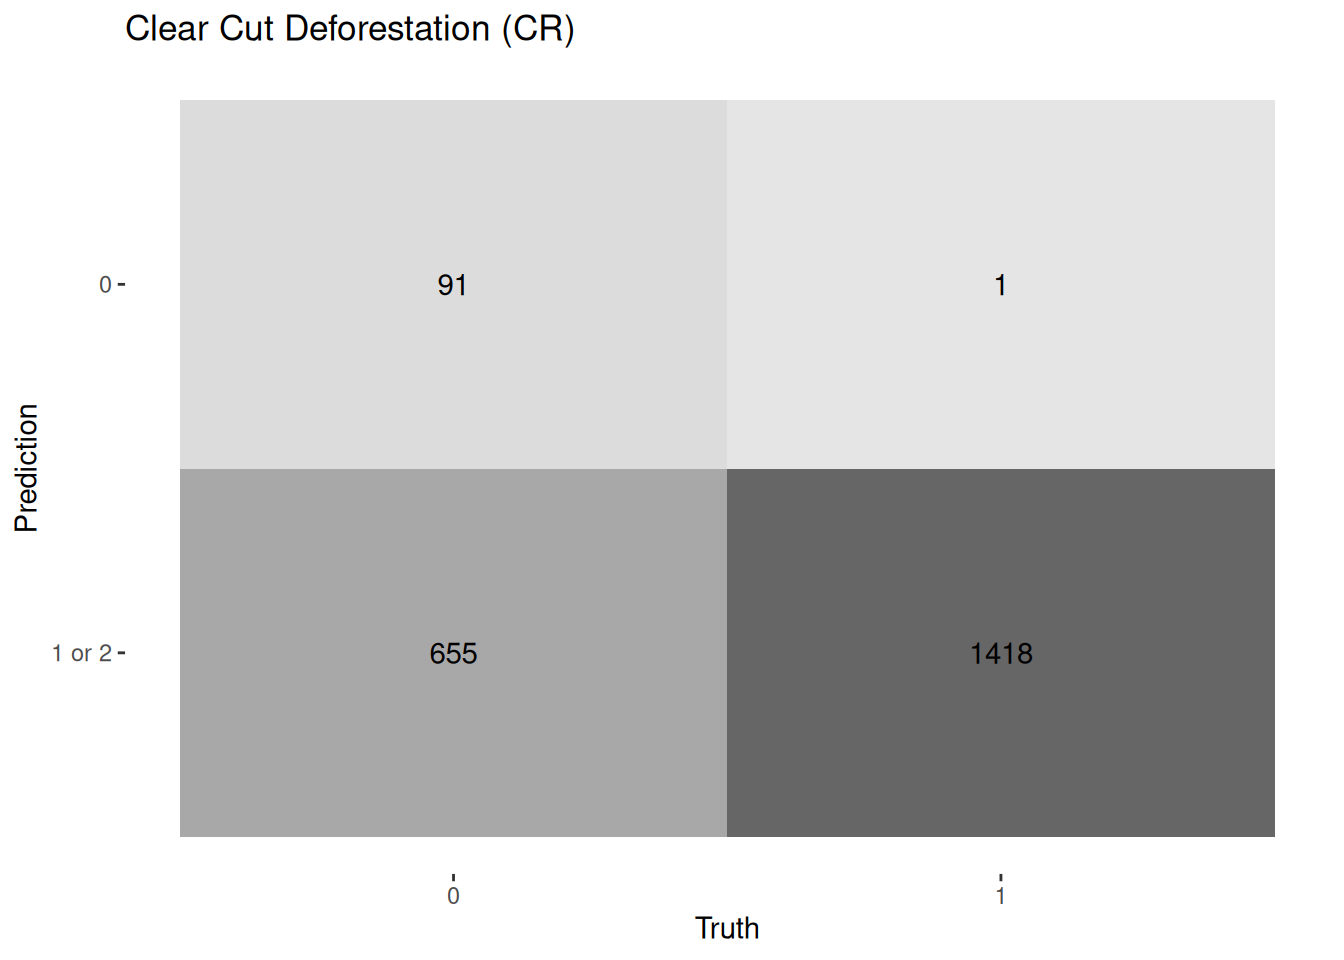 Clear Cut Deforestation (CR)
0
91
1
Prediction
1 or 2
655
1418
0
1
Truth